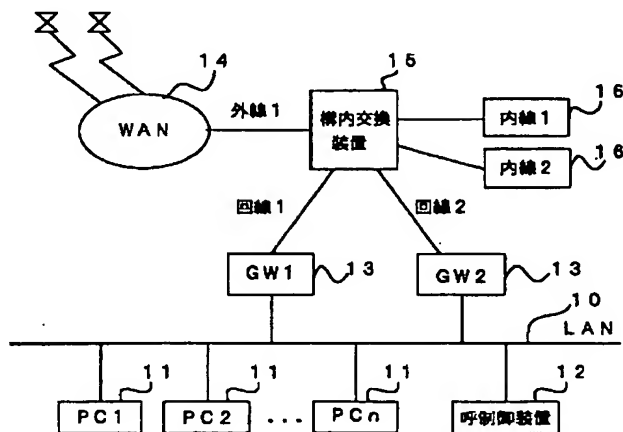 14
15
16
WAN
外線1
構内交換
装置
内線1
16
内線2
回線1
回線2
GW1
13
GW2
13
10
LAN
11
11
11
12
PC1
PC2
...
PCn
呼制御装置